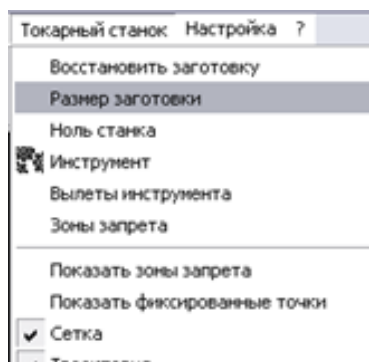 Токарный станок Настройка ?
Восстановить заготовку
Размер заготовки
Ноль станка
Инструмент
Вылеты инструмента
Зоны запрета
Показать зоны запрета
Показать фиксированные точки
Сетка